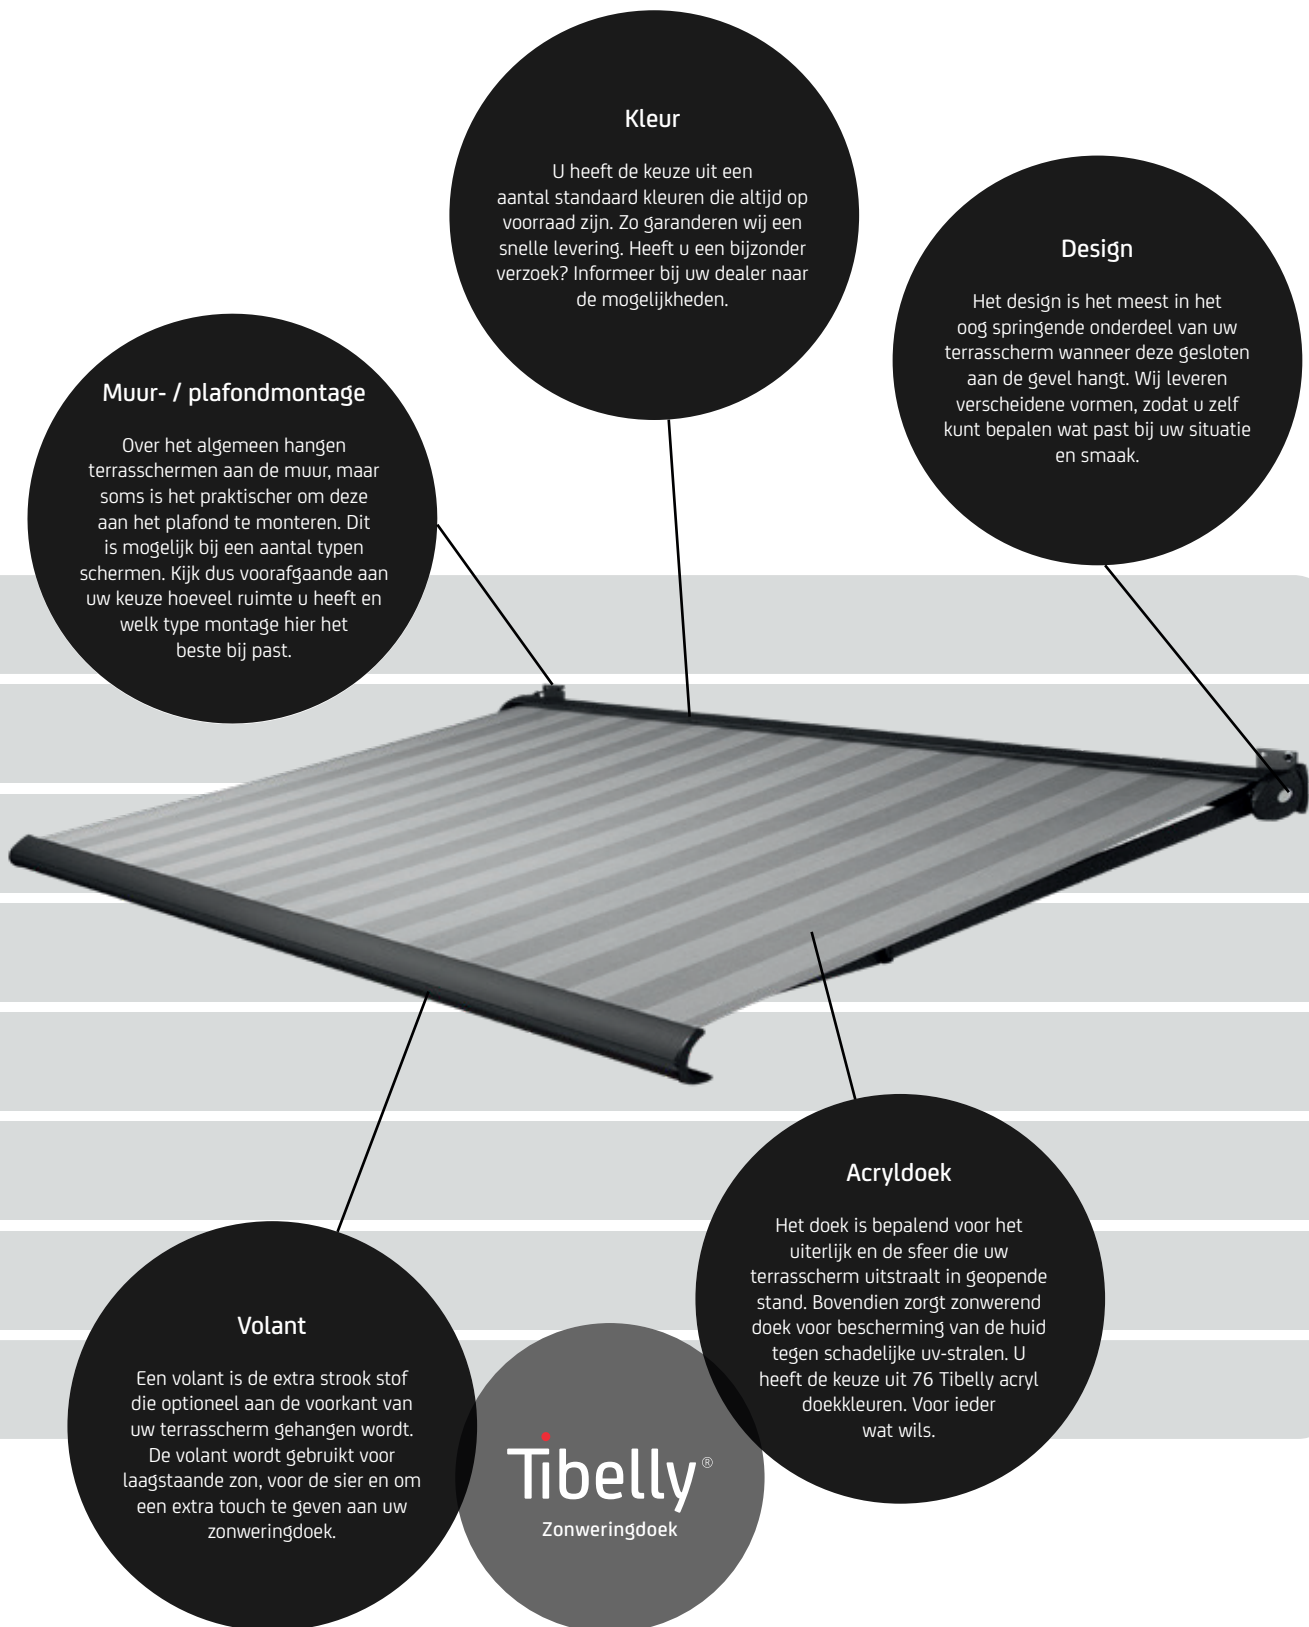 Kleur
U heeft de keuze uit een
aantal standaard kleuren die altijd op
voorraad zijn. Zo garanderen wij een
snelle levering. Heeft u een bijzonder
verzoek? Informeer bij uw dealer naar
de mogelijkheden.
Design
Het design is het meest in het
oog springende onderdeel van uw
terrasscherm wanneer deze gesloten
aan de gevel hangt. Wij leveren
verscheidene vormen, zodat u zelf
kunt bepalen wat past bij uw situatie
en smaak.
Muur- / plafondmontage
Over het algemeen hangen
terrasschermen aan de muur, maar
soms is het praktischer om deze
aan het plafond te monteren. Dit
is mogelijk bij een aantal typen
schermen. Kijk dus voorafgaande aan
uw keuze hoeveel ruimte u heeft en
welk type montage hier het
beste bij past.
Acryldoek
Het doek is bepalend voor het
uiterlijk en de sfeer die uw
terrasscherm uitstraalt in geopende
stand. Bovendien zorgt zonwerend
doek voor bescherming van de huid
tegen schadelijke uv-stralen. U
heeft de keuze uit 76 Tibelly acryl
doekkleuren. Voor ieder
wat wils.
Volant
Een volant is de extra strook stof
die optioneel aan de voorkant van
uw terrasscherm gehangen wordt.
De volant wordt gebruikt voor
laagstaande zon, voor de sier en om
een extra touch te geven aan uw
zonweringdoek.
Tibelly®
Zonweringdoek